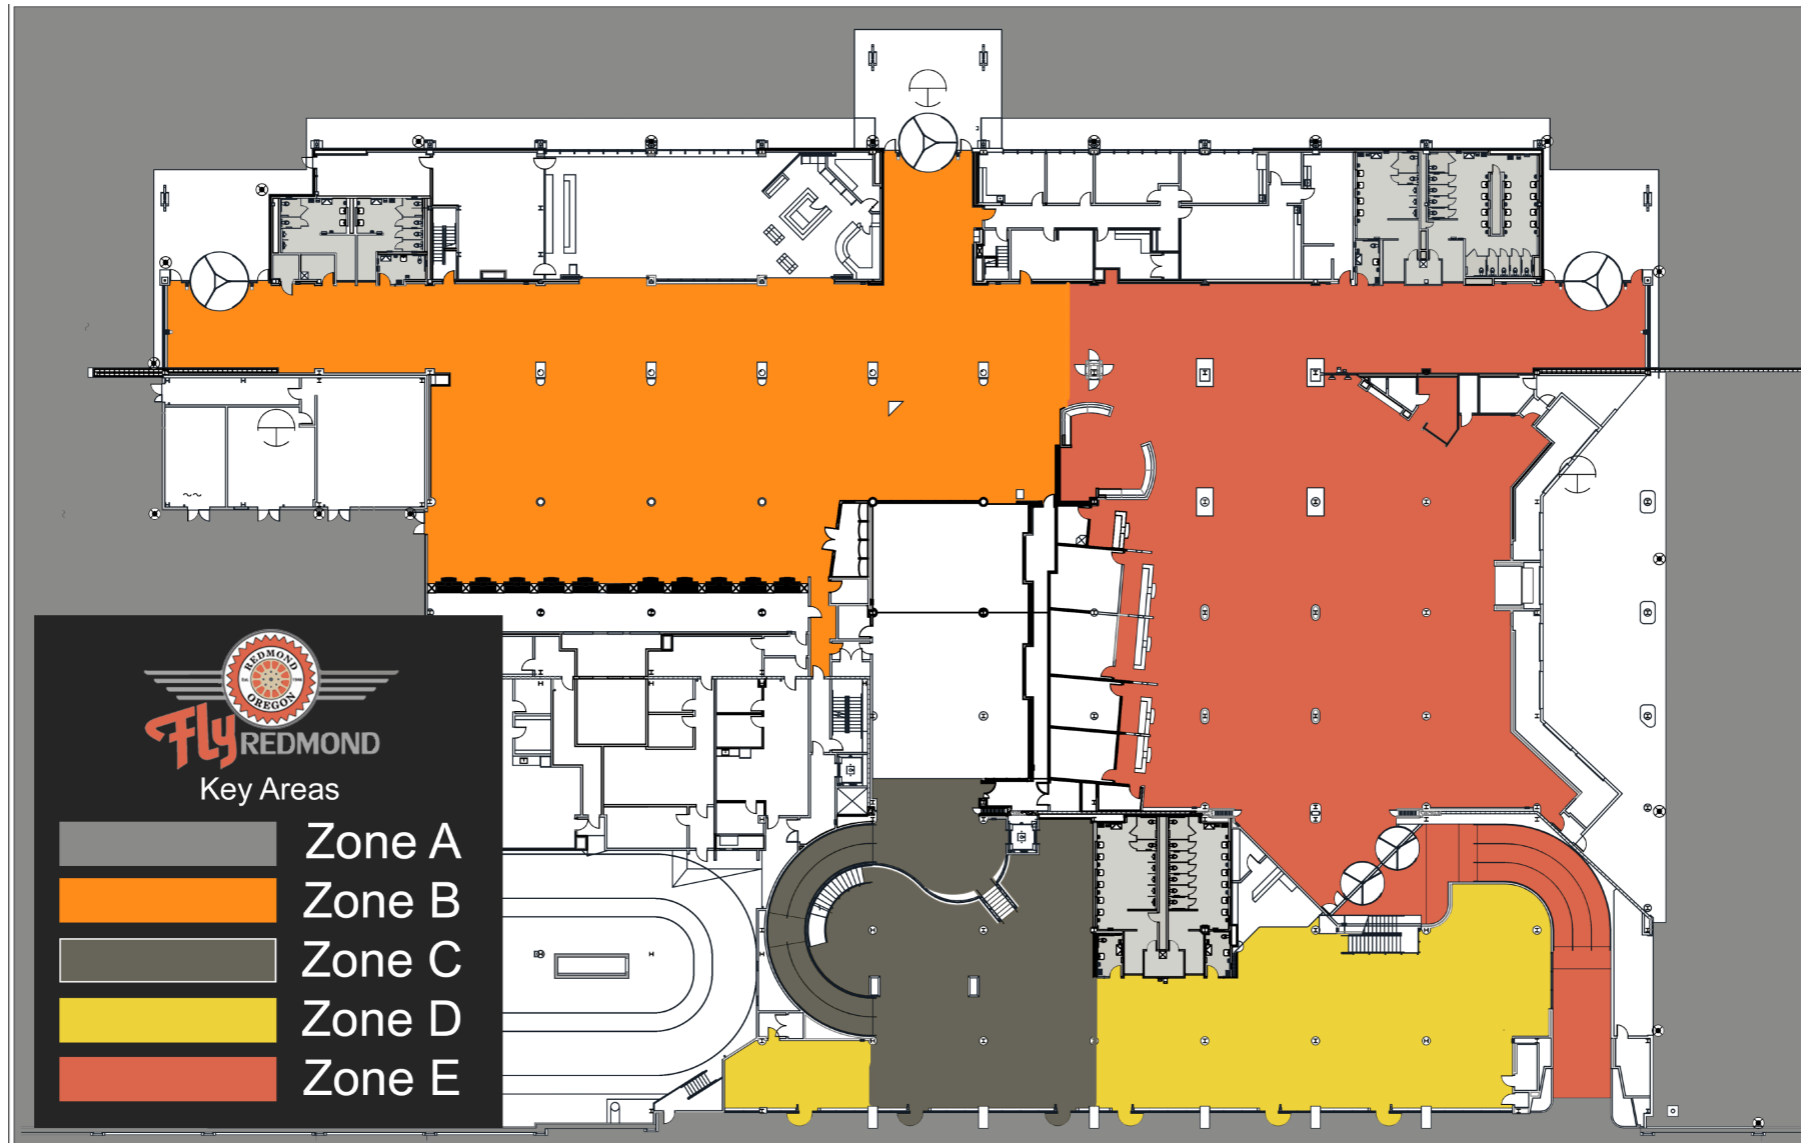 REDMOND
OREGON
Fly
REDMOND
Key Areas
Zone A
Zone B
Zone C
Zone D
Zone E